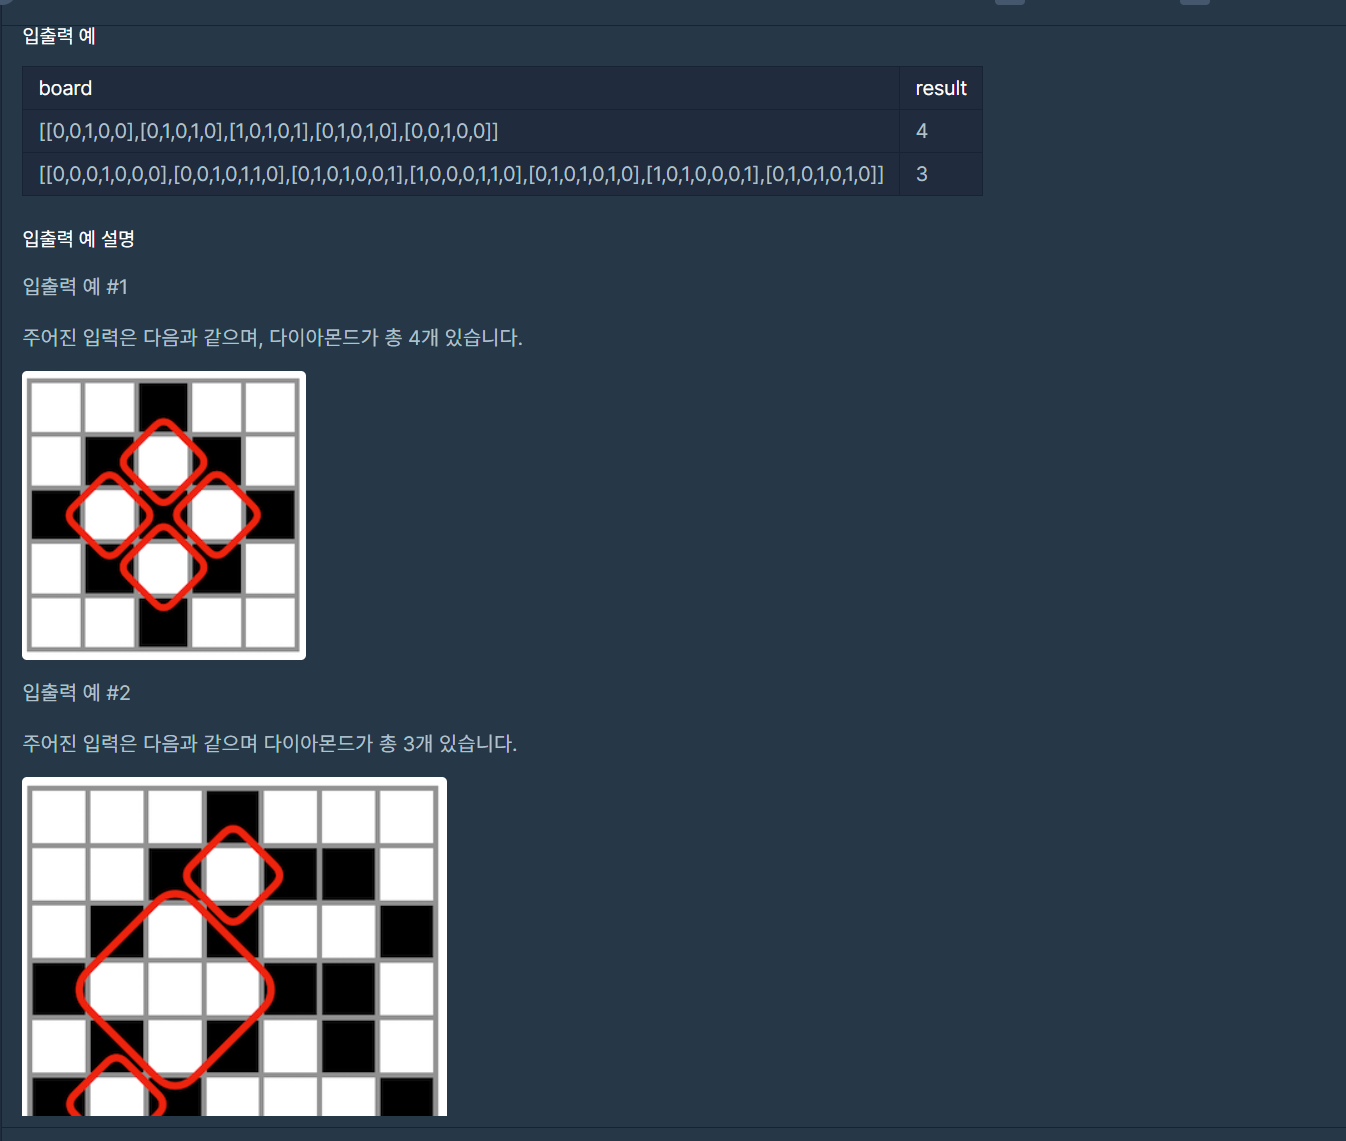 입출력 예
board result
[[0,0,1,0,0],[0,1,0,1,0],[1,0,1,0,1],[0,1,0,1,0],[0,0,1,0,0]] 4
[[0,0,0,1,0,0,0],[0,0,1,0,1,1,0],[0,1,0,1,0,0,1],[1,0,0,0,1,1,0],[0,1,0,1,0,1,0],[1,0,1,0,0,0,1],[0,1,0,1,0,1,0]] 3
입출력 예 설명
입출력 예 #1
주어진 입력은 다음과 같으며, 다이아몬드가 총 4개 있습니다.
입출력 예 #2
주어진 입력은 다음과 같으며 다이아몬드가 총 3개 있습니다.